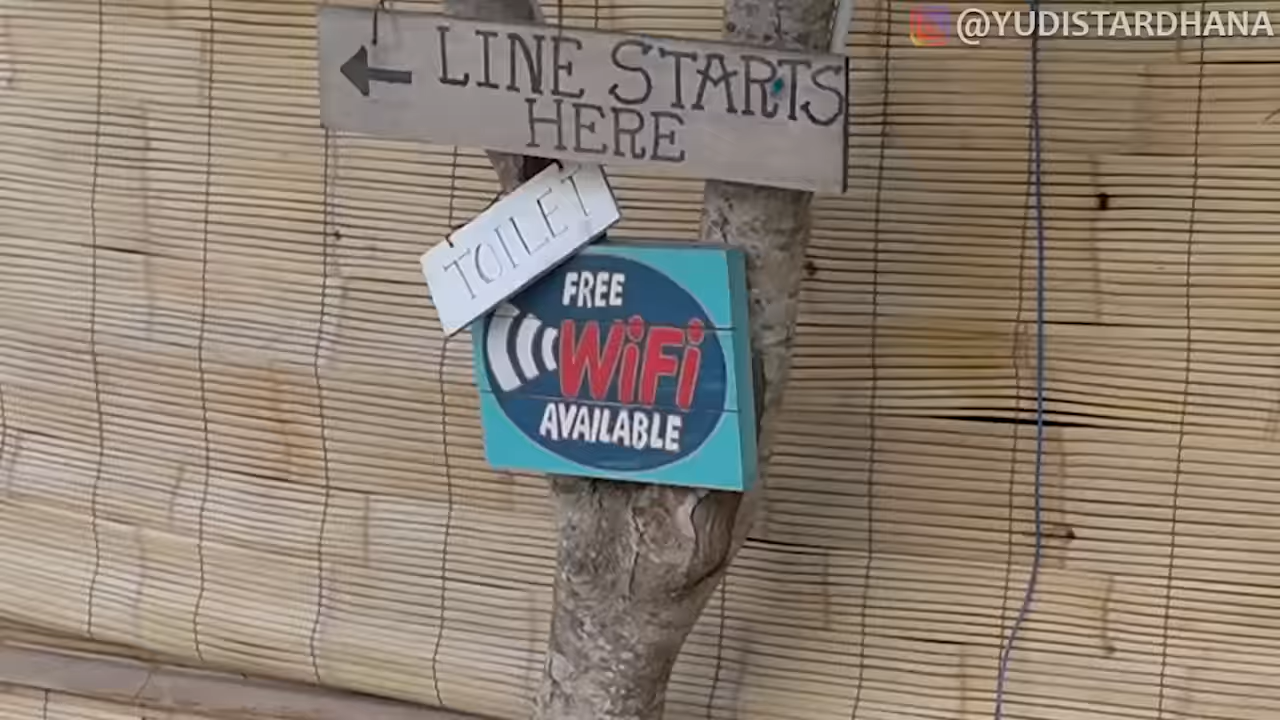 @YUDISTARDHANA
LINE STARTS
HERE
TOILET
FREE
WiFi
AVAILABLE